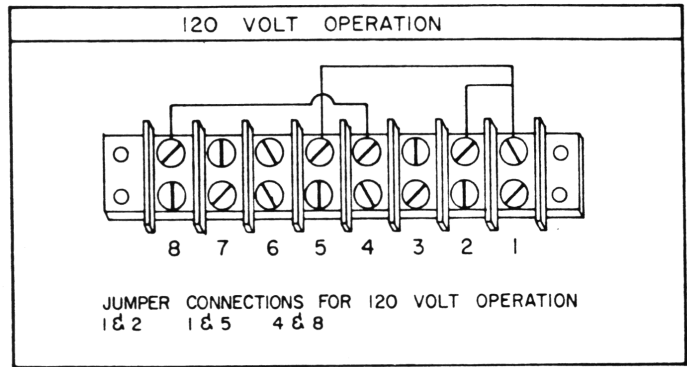 120 VOLT OPERATION
8 7 6 5 4 3 2 1
JUMPER CONNECTIONS FOR 120 VOLT OPERATION
1 & 2 1 & 5 4 & 8